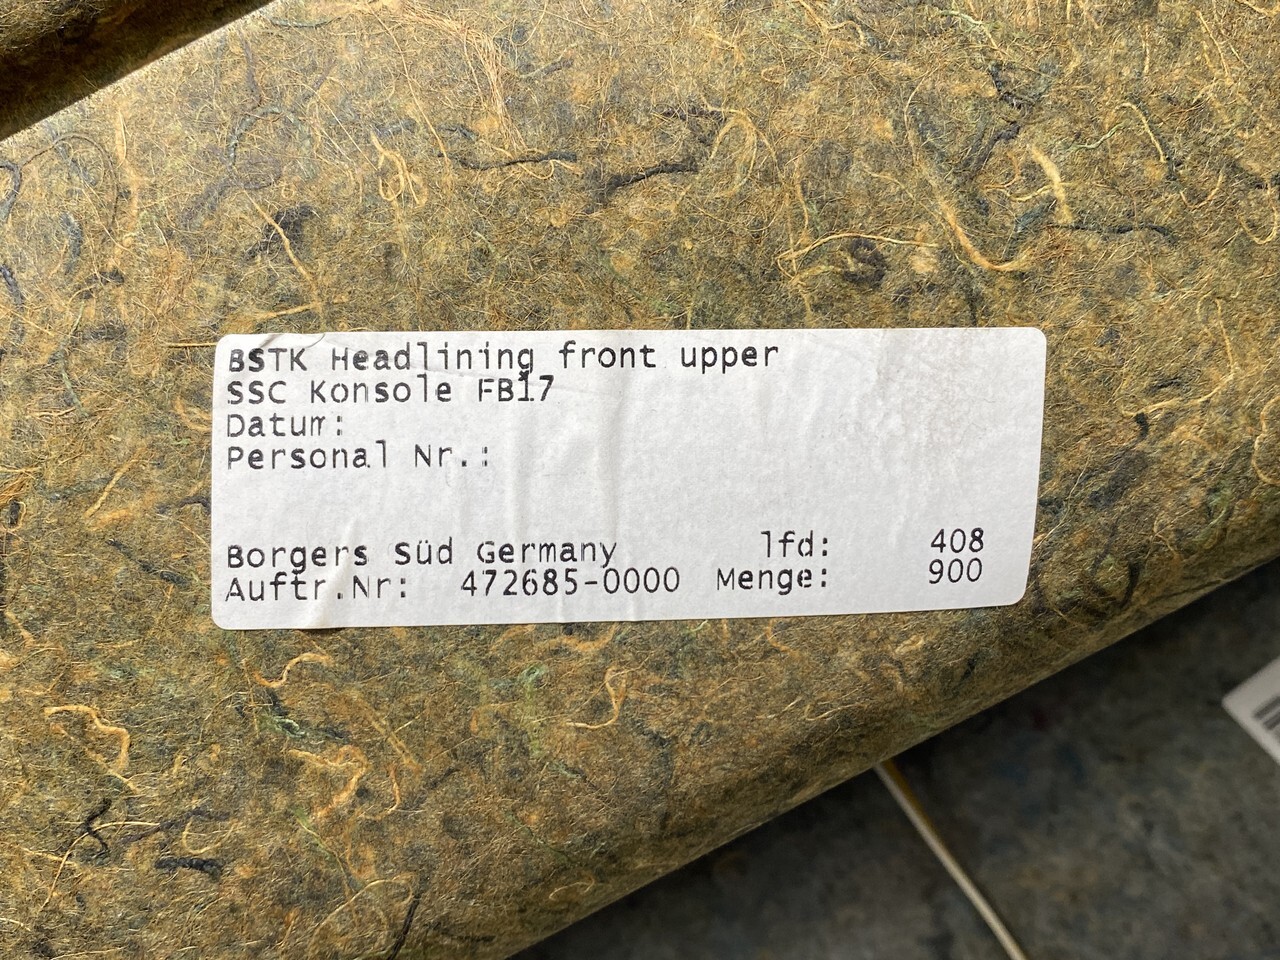 BSTK Headlining front upper
SSC Konsole FB17
Datum:
Personal Nr.:
Borgers Süd Germany lfd: 408
Auftr.Nr: 472685-0000 Menge: 900